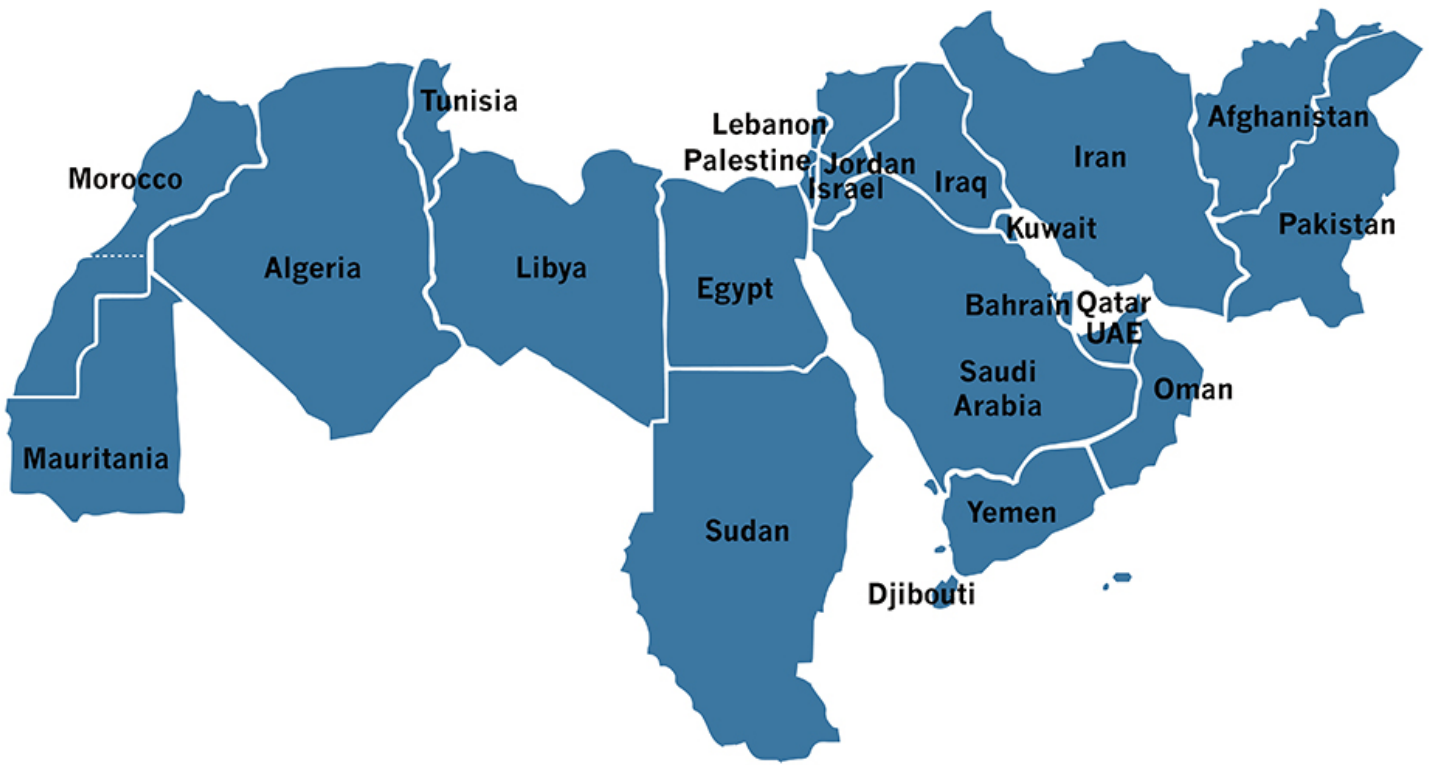 Tunisia
Afghanistan
Lebanon
Palestine
Jordan
Iran
Morocco
Israel
Iraq
Kuwait
Pakistan
Algeria
Libya
Egypt
Bahrain
Qatar
UAE
Saudi
Arabia
Oman
Mauritania
Yemen
Sudan
Djibouti